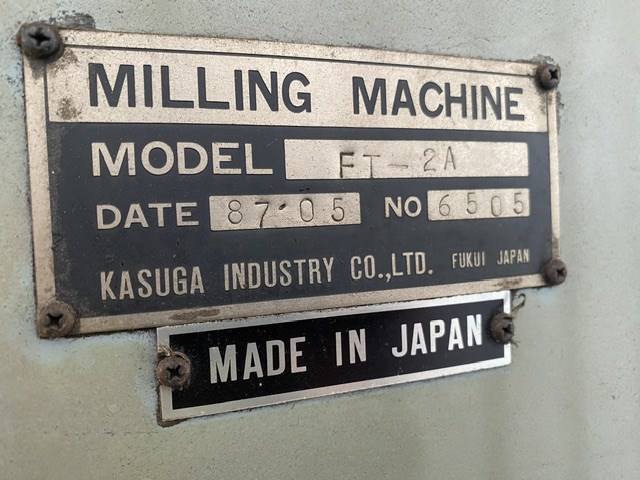 MILLING MACHINE
MODEL FT-2A
DATE 87·05 NO 6505
KASUGA INDUSTRY CO.,LTD. FUKUI JAPAN
MADE IN JAPAN